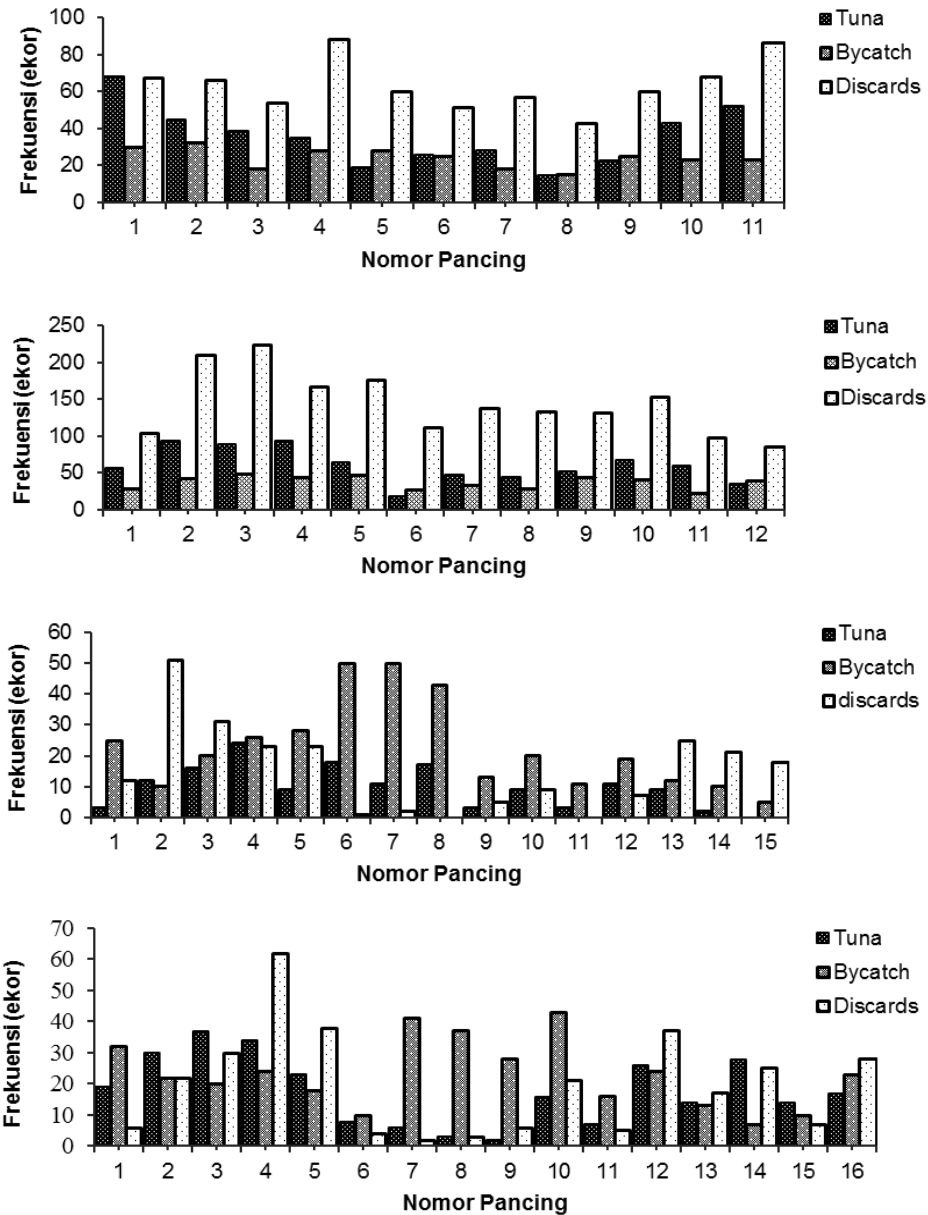 Frekuensi (ekor)
100
80
60
40
20
0
1 2 3 4 5 6 7 8 9 10 11
Nomor Pancing
Tuna
Bycatch
Discards
Frekuensi (ekor)
250
200
150
100
50
0
1 2 3 4 5 6 7 8 9 10 11 12
Nomor Pancing
Tuna
Bycatch
Discards
Frekuensi (ekor)
60
50
40
30
20
10
0
1 2 3 4 5 6 7 8 9 10 11 12 13 14 15
Nomor Pancing
Tuna
Bycatch
discards
Frekuensi (ekor)
70
60
50
40
30
20
10
0
1 2 3 4 5 6 7 8 9 10 11 12 13 14 15 16
Nomor Pancing
Tuna
Bycatch
Discards